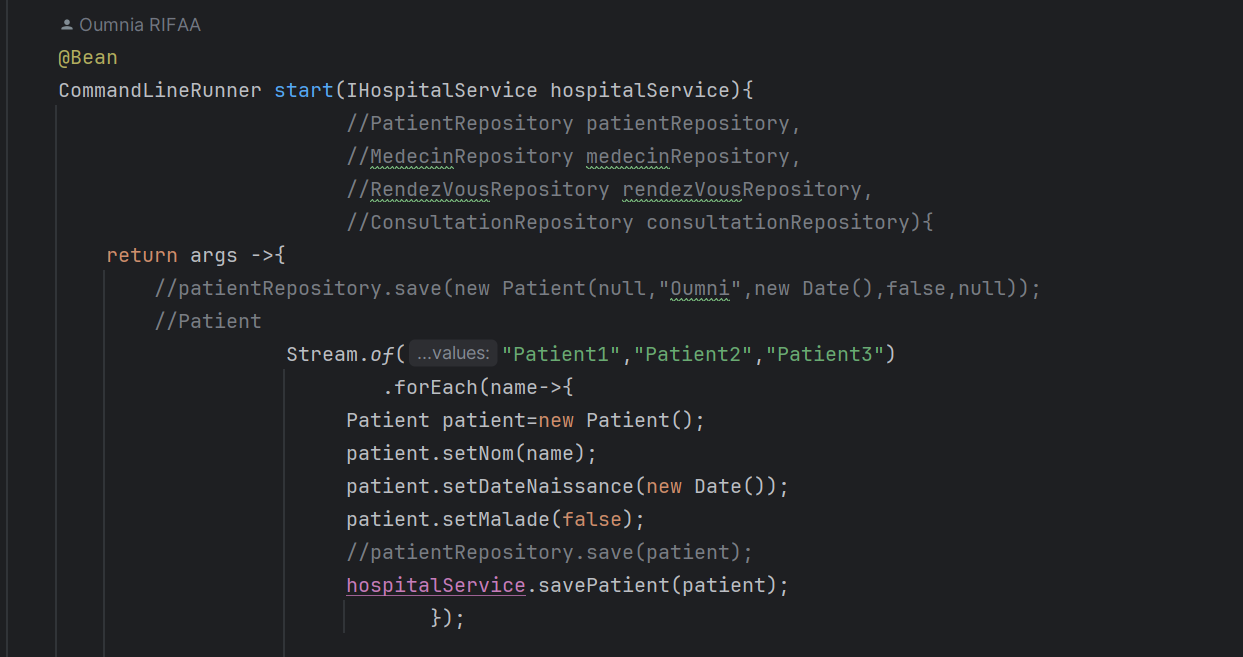 Oumnia RIFAA
@Bean
CommandLineRunner start(IHospitalService hospitalService){
//PatientRepository patientRepository,
//MedecinRepository medecinRepository,
//RendezVousRepository rendezVousRepository,
//ConsultationRepository consultationRepository){
return args ->{
//patientRepository.save(new Patient(null,"Oumni",new Date(),false,null));
//Patient
Stream.of( ...values: "Patient1","Patient2","Patient3")
.forEach(name->{
Patient patient=new Patient();
patient.setNom(name);
patient.setDateNaissance(new Date());
patient.setMalade(false);
//patientRepository.save(patient);
hospitalService.savePatient(patient);
});